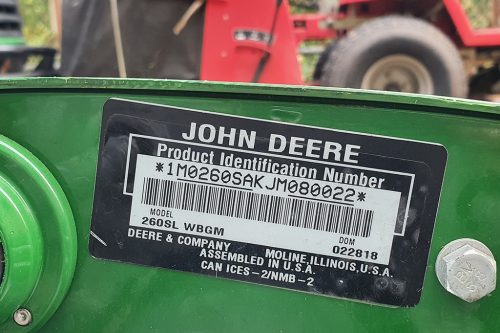 JOHN DEERE
Product Identification Number
*1M0260SAKJM080022*
MODEL DOM
260SL WBGM 022818
DEERE & COMPANY MOLINE, ILLINOIS, U.S.A.
ASSEMBLED IN U.S.A.
CAN ICES-2/NMB-2